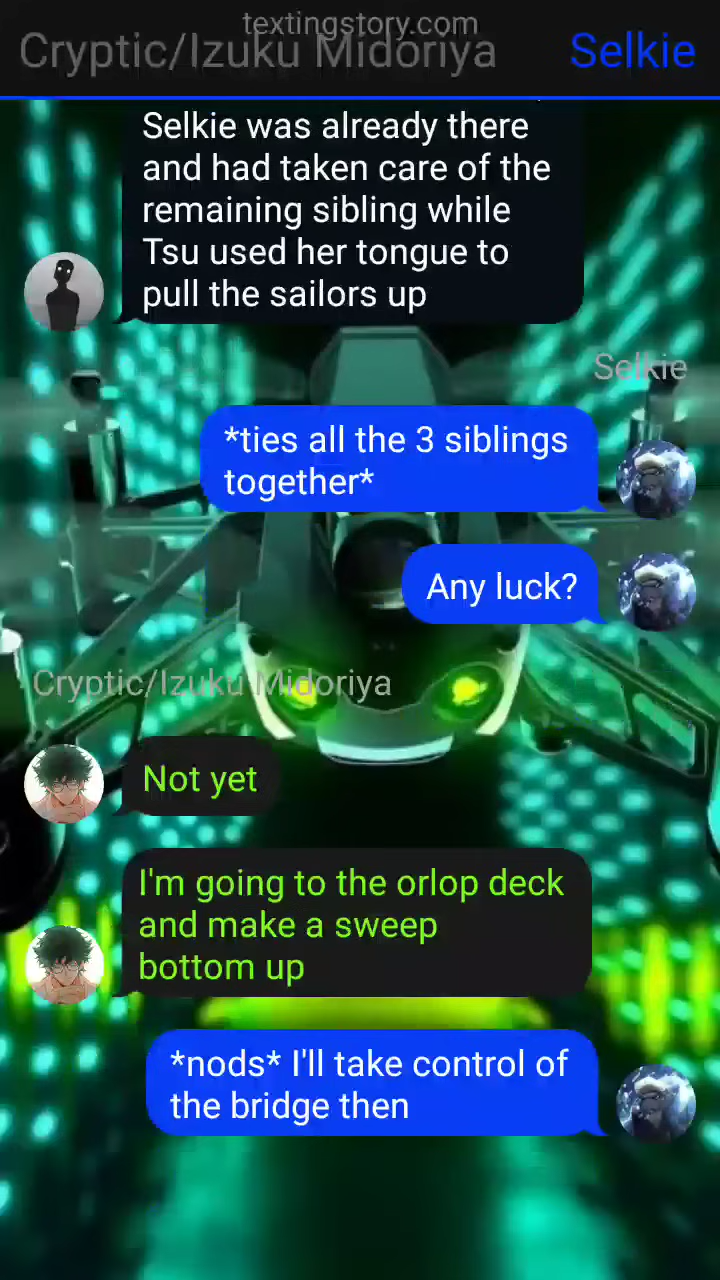 textingstory.com
Cryptic/Izuku Midoriya
Selkie
Selkie was already there
and had taken care of the
remaining sibling while
Tsu used her tongue to
pull the sailors up
Selkie
*ties all the 3 siblings
together*
Any luck?
Cryptic/Izuku Midoriya
Not yet
I'm going to the orlop deck
and make a sweep
bottom up
*nods* I'll take control of
the bridge then